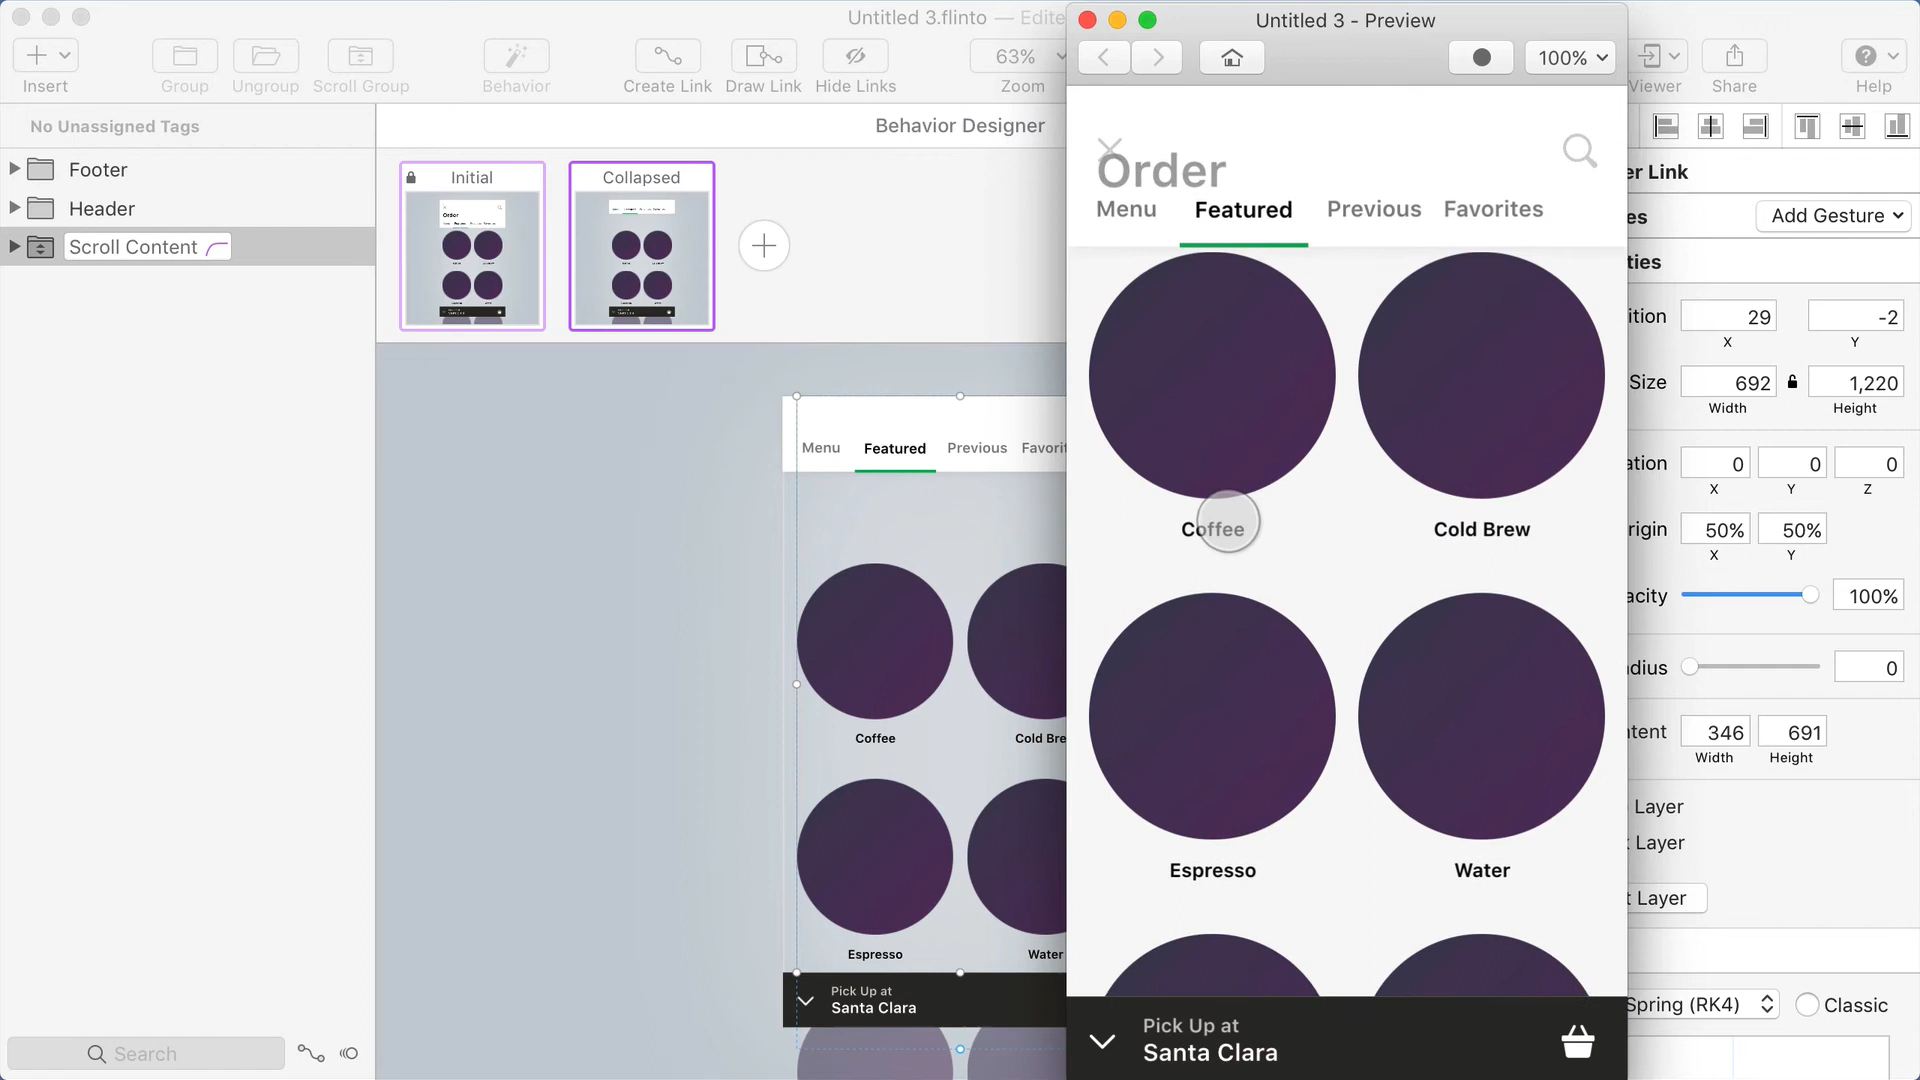 Untitled 3.flinto — Edite
Insert
Group
Ungroup
Scroll Group
Behavior
Create Link
Draw Link
Hide Links
63%
Zoom
Untitled 3 - Preview
100%
Viewer
Share
Help
No Unassigned Tags
Footer
Header
Scroll Content
Search
Behavior Designer
Initial
Collapsed
Menu
Featured
Previous
Favorit
Coffee
Cold Bre
Espresso
Water
Pick Up at
Santa Clara
Order
Menu
Featured
Previous
Favorites
Coffee
Cold Brew
Espresso
Water
Pick Up at
Santa Clara
er Link
es
Add Gesture
ties
ition
29
-2
X
Y
Size
692
1,220
Width
Height
ation
0
0
0
X
Y
Z
rigin
50%
50%
X
Y
acity
100%
adius
0
ntent
346
691
Width
Height
Layer
Layer
t Layer
Spring (RK4)
Classic